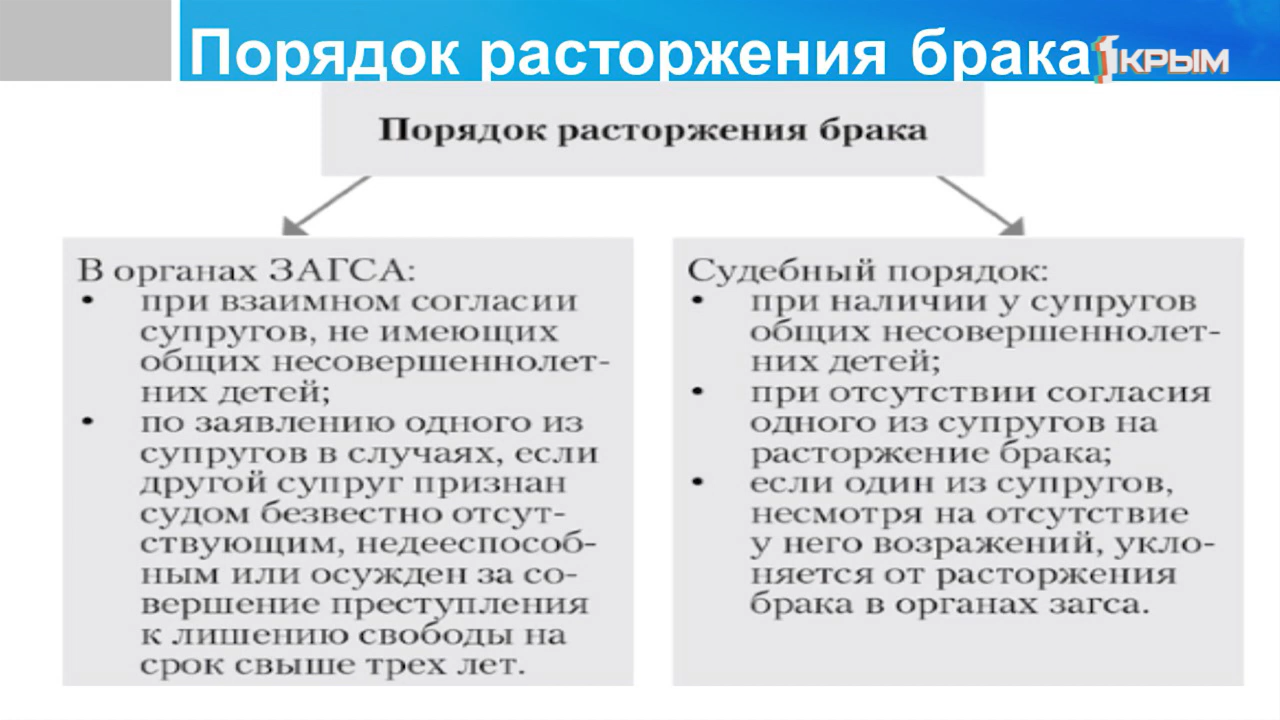 Порядок расторжения брака
1КРЫМ
Порядок расторжения брака
В органах ЗАГСА:
• при взаимном согласии
супругов, не имеющих
общих несовершеннолет-
них детей;
• по заявлению одного из
супругов в случаях, если
другой супруг признан
судом безвестно отсут-
ствующим, недееспособ-
ным или осужден за со-
вершение преступления
к лишению свободы на
срок свыше трех лет.
Судебный порядок:
• при наличии у супругов
общих несовершеннолет-
них детей;
• при отсутствии согласия
одного из супругов на
расторжение брака;
• если один из супругов,
несмотря на отсутствие
у него возражений, укло-
няется от расторжения
брака в органах загса.